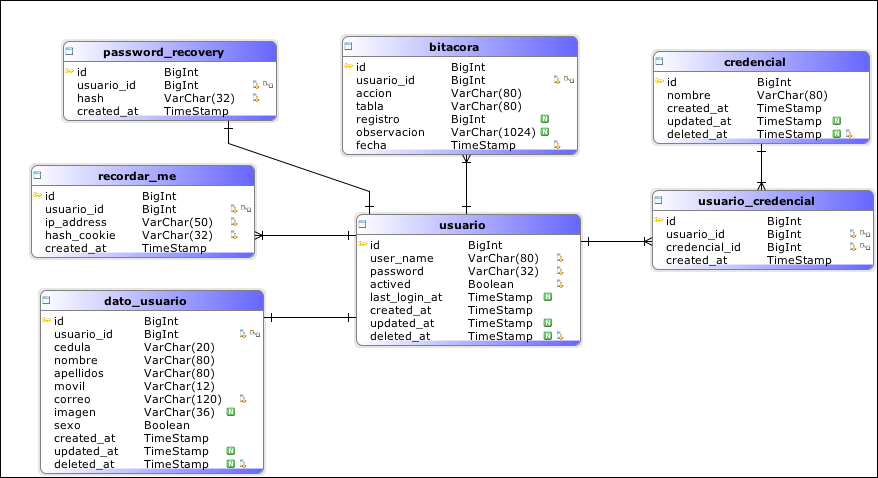 password_recovery
id BigInt
usuario_id BigInt
hash VarChar(32)
created_at TimeStamp
bitacora
id BigInt
usuario_id BigInt
accion VarChar(80)
tabla VarChar(80)
registro BigInt N
observacion VarChar(1024) N
fecha TimeStamp
credencial
id BigInt
nombre VarChar(80)
created_at TimeStamp
updated_at TimeStamp N
deleted_at TimeStamp N
recordar_me
id BigInt
usuario_id BigInt
ip_address VarChar(50)
hash_cookie VarChar(32)
created_at TimeStamp
usuario
id BigInt
user_name VarChar(80)
password VarChar(32)
actived Boolean
last_login_at TimeStamp N
created_at TimeStamp
updated_at TimeStamp N
deleted_at TimeStamp N
usuario_credencial
id BigInt
usuario_id BigInt
credencial_id BigInt
created_at TimeStamp
dato_usuario
id BigInt
usuario_id BigInt
cedula VarChar(20)
nombre VarChar(80)
apellidos VarChar(80)
movil VarChar(12)
correo VarChar(120)
imagen VarChar(36) N
sexo Boolean
created_at TimeStamp
updated_at TimeStamp N
deleted_at TimeStamp N